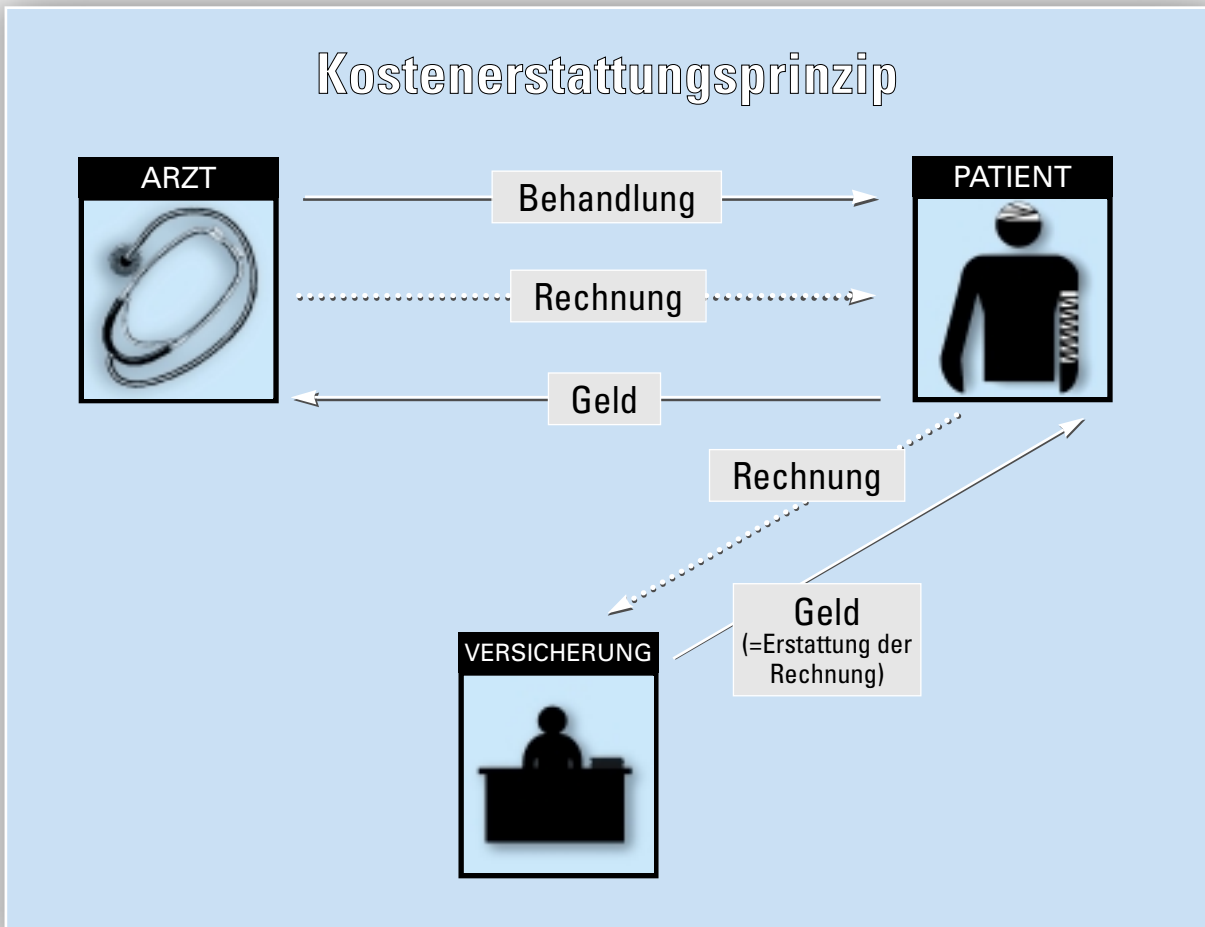 Kostenerstattungsprinzip
ARZT
Behandlung
PATIENT
Rechnung
Geld
Rechnung
Geld
(=Erstattung der
Rechnung)
VERSICHERUNG